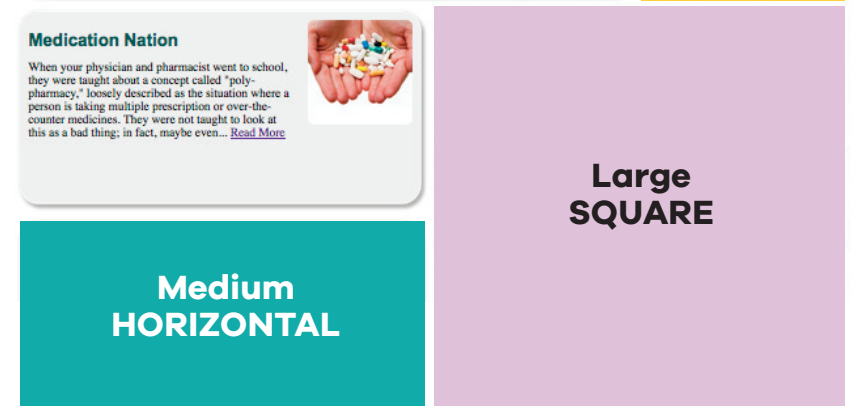 Medication Nation
When your physician and pharmacist went to school,
they were taught about a concept called "poly-
pharmacy," loosely described as the situation where a
person is taking multiple prescription or over-the-
counter medicines. They were not taught to look at
this as a bad thing; in fact, maybe even... Read More
Medium
HORIZONTAL
Large
SQUARE